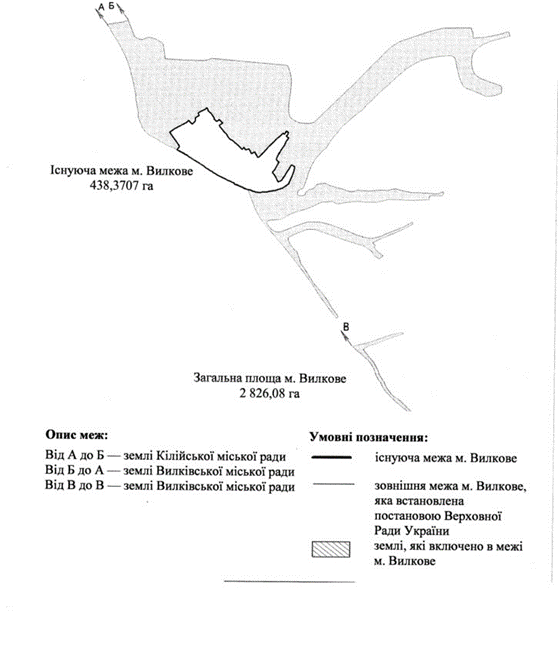 А Б
Існуюча межа м. Вилкове
438,3707 га
В
Загальна площа м. Вилкове
2 826,08 га
Опис меж:
Від А до Б — землі Кілійської міської ради
Від Б до А — землі Вилківської міської ради
Від В до В — землі Вилківської міської ради
Умовні позначення:
існуюча межа м. Вилкове
зовнішня межа м. Вилкове,
яка встановлена
постановою Верховної
Ради України
землі, які включено в межі
м. Вилкове